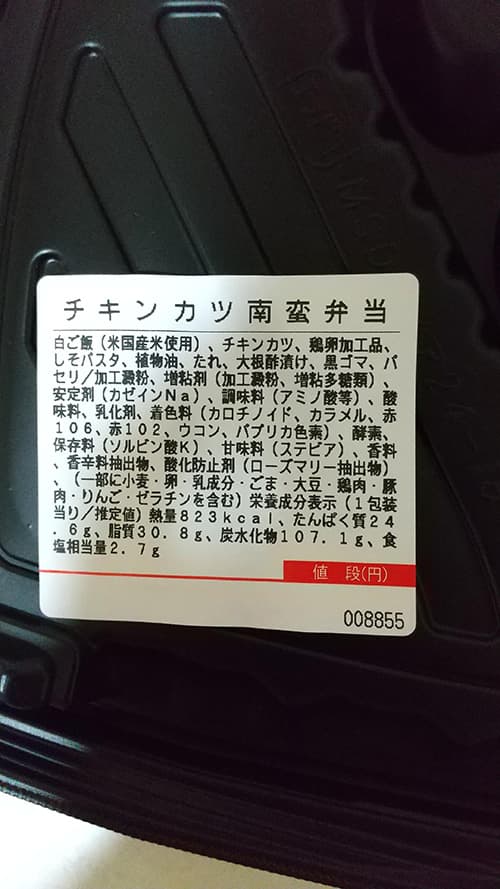 チキンカツ南蛮弁当
白ご飯（米国産米使用）、チキンカツ、鶏卵加工品、
しそパスタ、植物油、たれ、大根酢漬け、黒ゴマ、パ
セリ／加工澱粉、増粘剤（加工澱粉、増粘多糖類）、
安定剤（カゼインＮａ）、調味料（アミノ酸等）、酸
味料、乳化剤、着色料（カロチノイド、カラメル、赤
１０６、赤１０２、ウコン、パプリカ色素）、酵素、
保存料（ソルビン酸Ｋ）、甘味料（ステビア）、香料
、香辛料抽出物、酸化防止剤（ローズマリー抽出物）
、（一部に小麦・卵・乳成分・ごま・大豆・鶏肉・豚
肉・りんご・ゼラチンを含む）栄養成分表示（１包装
当り／推定値）熱量８２３ｋｃａｌ、たんぱく質２４
．６ｇ、脂質３０．８ｇ、炭水化物１０７．１ｇ、食
塩相当量２．７ｇ
値　段(円)
008855